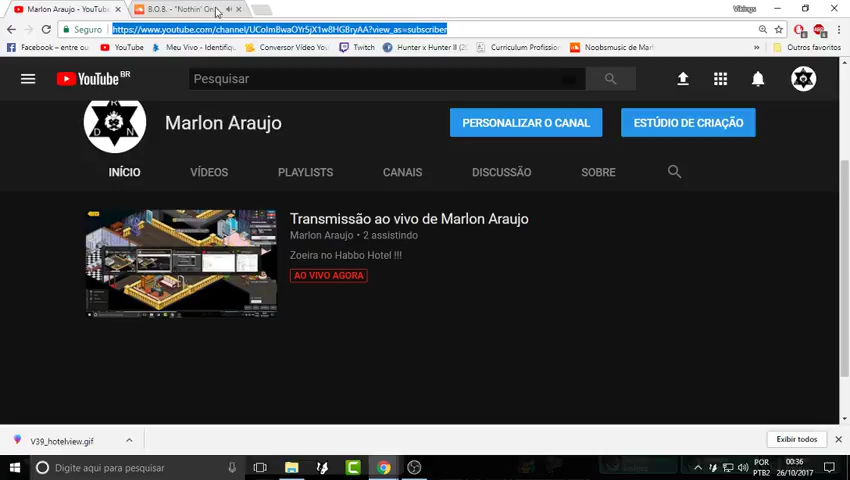 Marlon Araujo - YouTube
B.O.B. - "Nothin' On
Vikings
Seguro
https://www.youtube.com/channel/UCoImBwaOYr5jX1w8HGBryAA?view_as=subscriber
Facebook – entre ou
YouTube
Meu Vivo - Identific
Conversor Vídeo You
Twitch
Hunter x Hunter II (
Curriculum Profission
Noobsmusic de Marl
»
Outros favoritos
YouTube BR
Pesquisar
Marlon Araujo
PERSONALIZAR O CANAL
ESTÚDIO DE CRIAÇÃO
INÍCIO
VÍDEOS
PLAYLISTS
CANAIS
DISCUSSÃO
SOBRE
Transmissão ao vivo de Marlon Araujo
Marlon Araujo • 2 assistindo
Zoeira no Habbo Hotel !!!
AO VIVO AGORA
V39_hotelview.gif
Exibir todos
Digite aqui para pesquisar
POR
PTB2
00:36
26/10/2017